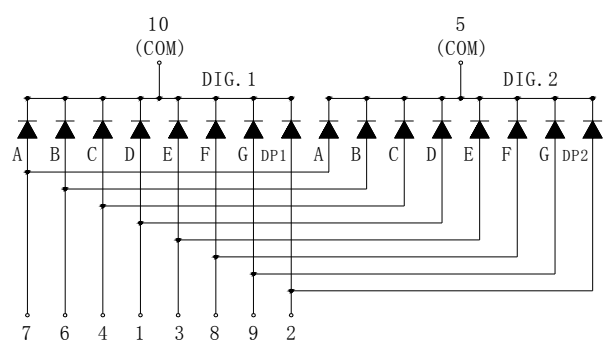 10 5
(COM) (COM)
DIG.1 DIG.2
A B C D E F G DP1 A B C D E F G DP2
7 6 4 1 3 8 9 2